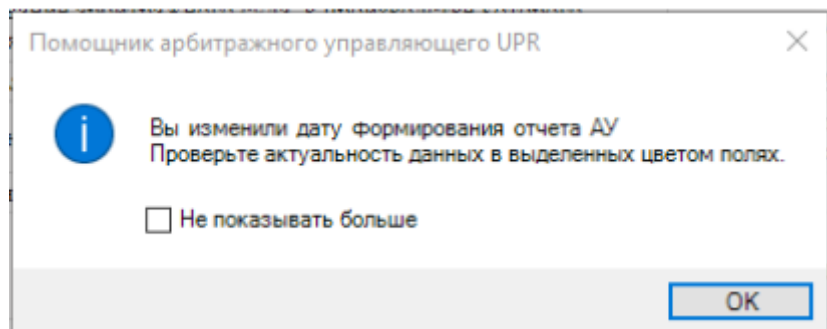 Помощник арбитражного управляющего UPR
Вы изменили дату формирования отчета АУ
Проверьте актуальность данных в выделенных цветом полях.
Не показывать больше
OK